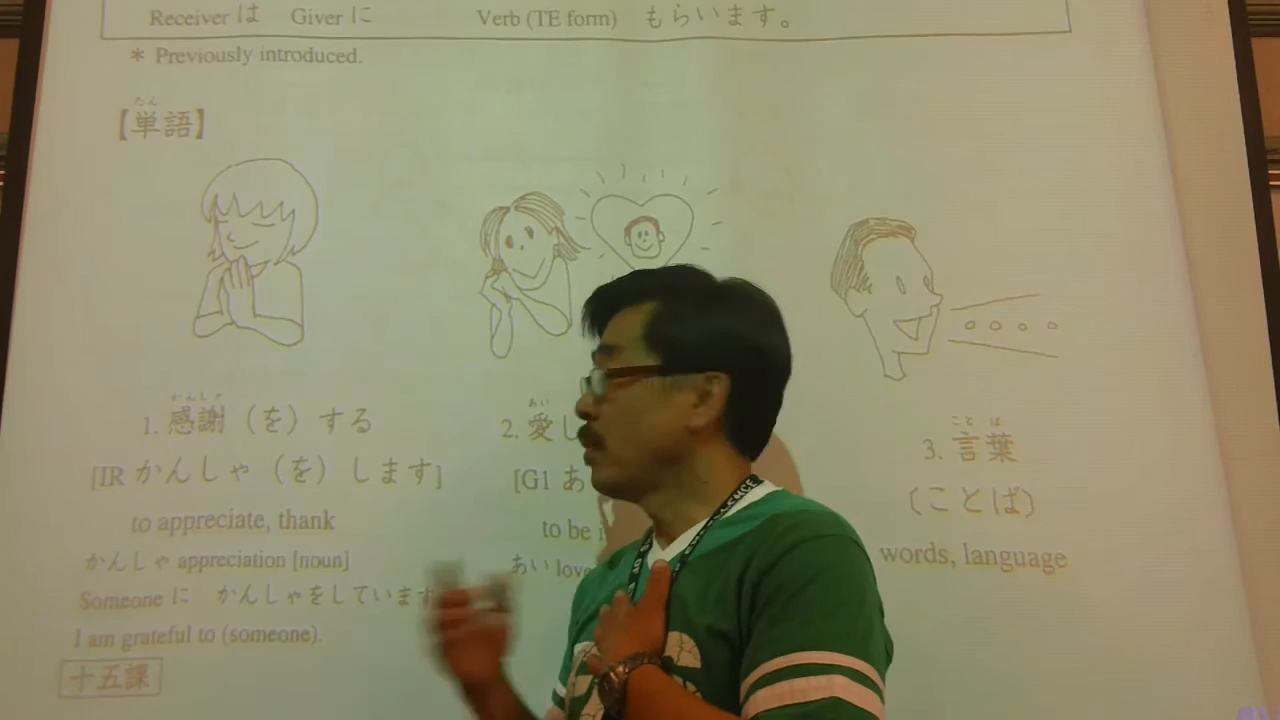 Receiver は Giver に Verb (TE form) もらいます。
* Previously introduced.
たん
【単語】
かんしゃ
1. 感謝（を）する
[IR かんしゃ（を）します]
to appreciate, thank
かんしゃ appreciation [noun]
Someone に かんしゃをしています
I am grateful to (someone).
十五課
あい
2. 愛し
[G1 あ
to be
あい love
こと ば
3. 言葉
（ことば）
words, language